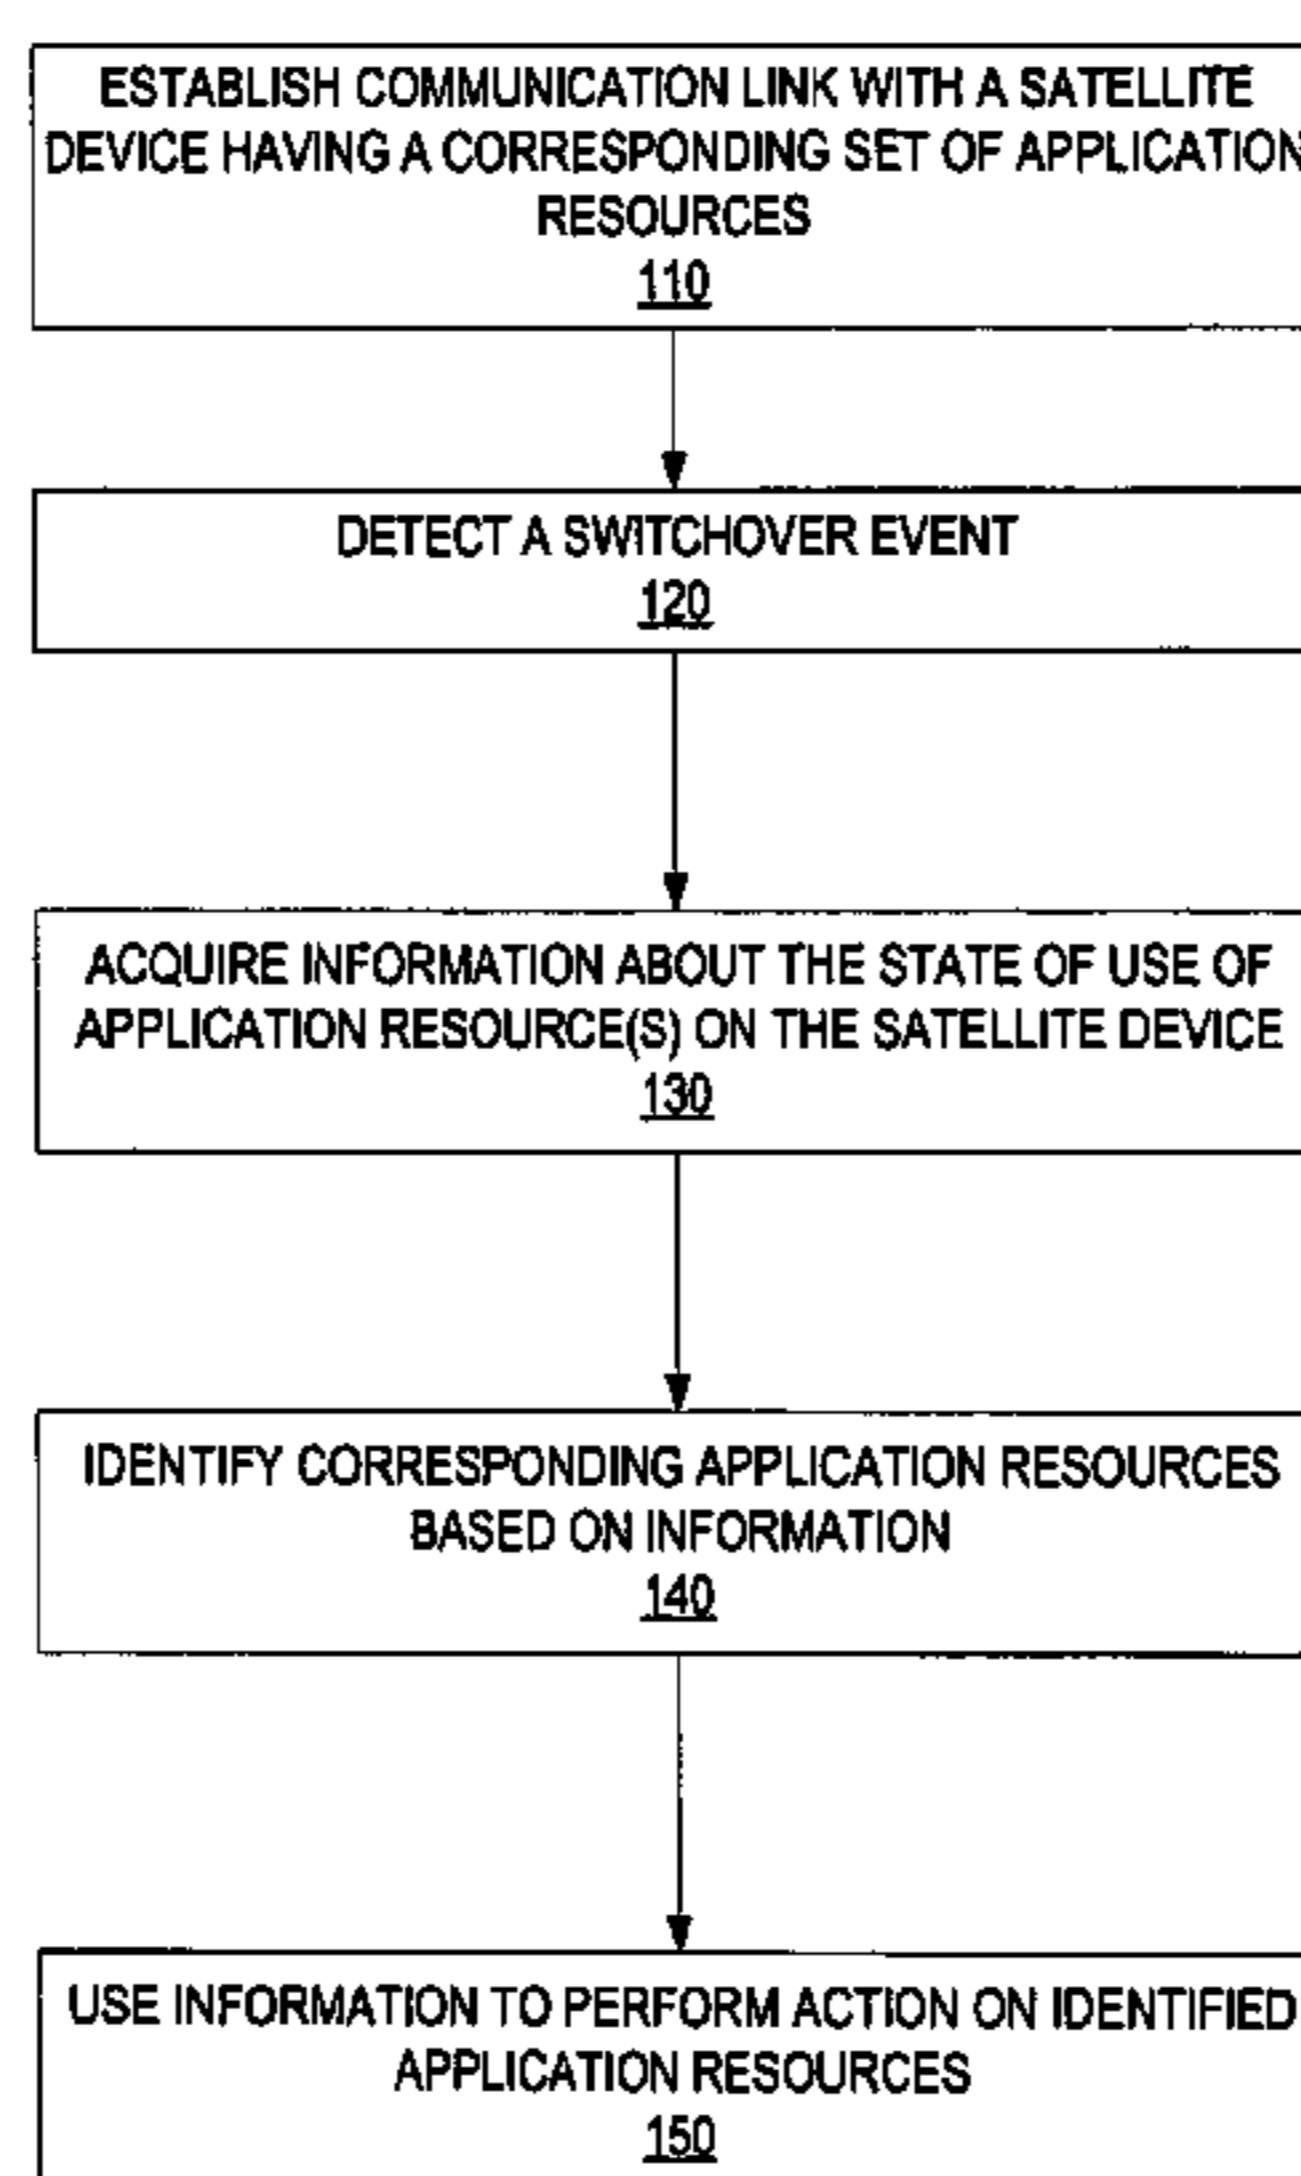 ESTABLISH COMMUNICATION LINK WITH A SATELLITE
DEVICE HAVING A CORRESPONDING SET OF APPLICATION
RESOURCES
110
DETECT A SWITCHOVER EVENT
120
ACQUIRE INFORMATION ABOUT THE STATE OF USE OF
APPLICATION RESOURCE(S) ON THE SATELLITE DEVICE
130
IDENTIFY CORRESPONDING APPLICATION RESOURCES
BASED ON INFORMATION
140
USE INFORMATION TO PERFORM ACTION ON IDENTIFIED
APPLICATION RESOURCES
150